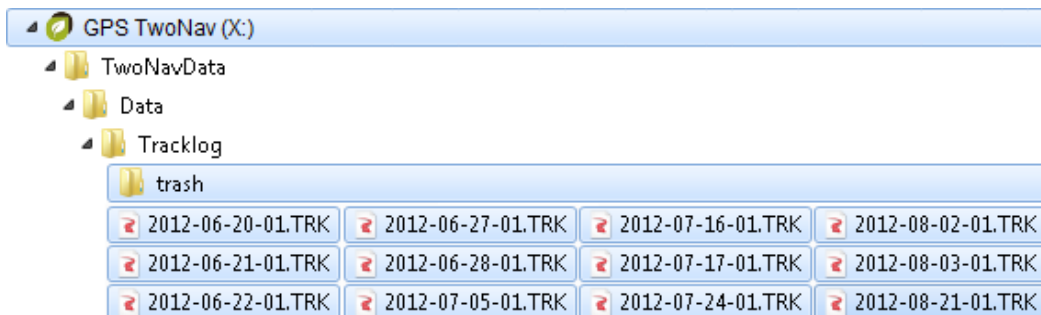 GPS TwoNav (X:)
TwoNavData
Data
Tracklog
trash
2012-06-20-01.TRK 2012-06-27-01.TRK 2012-07-16-01.TRK 2012-08-02-01.TRK
2012-06-21-01.TRK 2012-06-28-01.TRK 2012-07-17-01.TRK 2012-08-03-01.TRK
2012-06-22-01.TRK 2012-07-05-01.TRK 2012-07-24-01.TRK 2012-08-21-01.TRK